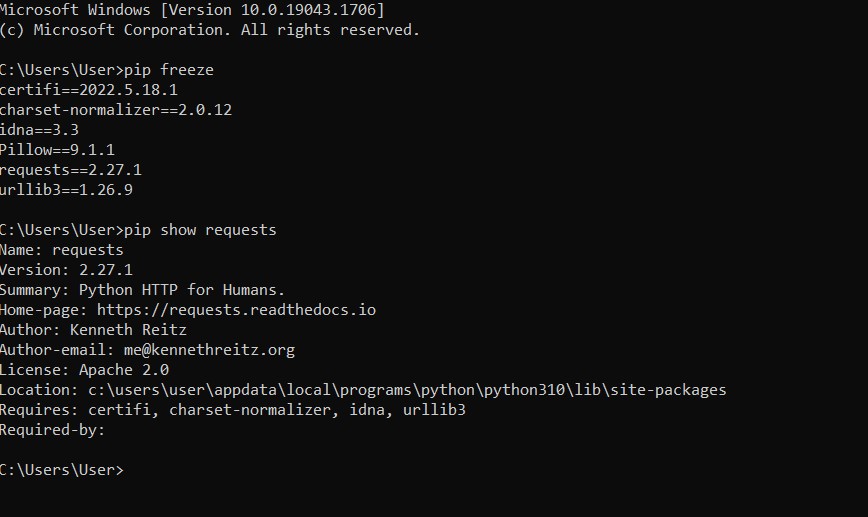 Microsoft Windows [Version 10.0.19043.1706]
(c) Microsoft Corporation. All rights reserved.
C:\Users\User>pip freeze
certifi==2022.5.18.1
charset-normalizer==2.0.12
idna==3.3
Pillow==9.1.1
requests==2.27.1
urllib3==1.26.9
C:\Users\User>pip show requests
Name: requests
Version: 2.27.1
Summary: Python HTTP for Humans.
Home-page: https://requests.readthedocs.io
Author: Kenneth Reitz
Author-email: me@kennethreitz.org
License: Apache 2.0
Location: c:\users\user\appdata\local\programs\python\python310\lib\site-packages
Requires: certifi, charset-normalizer, idna, urllib3
Required-by:
C:\Users\User>